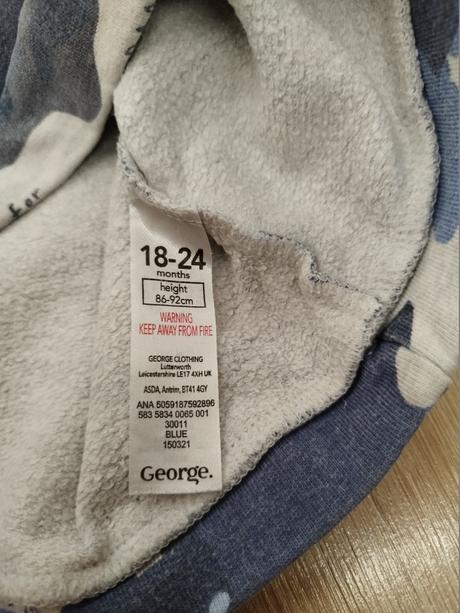 for
18-24
months
height
86-92cm
WARNING
KEEP AWAY FROM FIRE
GEORGE CLOTHING
Lutterworth
Leicestershire LE17 4XH UK
ASDA, Antrim, BT41 4GY
ANA 5059187592896
583 5834 0065 001
30011
BLUE
150321
George.